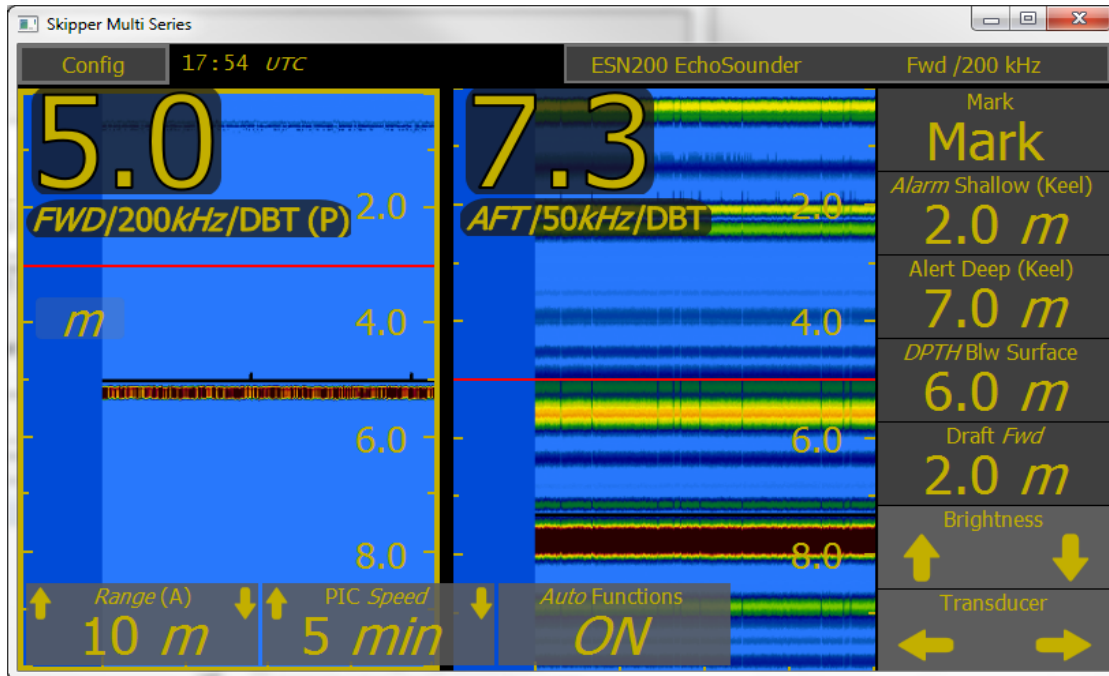 Skipper Multi Series
Config
17:54 UTC
ESN200 EchoSounder
Fwd /200 kHz
5.0
FWD/200kHz/DBT (P)
2.0
m
4.0
6.0
8.0
7.3
AFT/50kHz/DBT
2.0
4.0
6.0
8.0
Range (A)
10 m
PIC Speed
5 min
Auto Functions
ON
Mark
Mark
Alarm Shallow (Keel)
2.0 m
Alert Deep (Keel)
7.0 m
DPTH Blw Surface
6.0 m
Draft Fwd
2.0 m
Brightness
Transducer